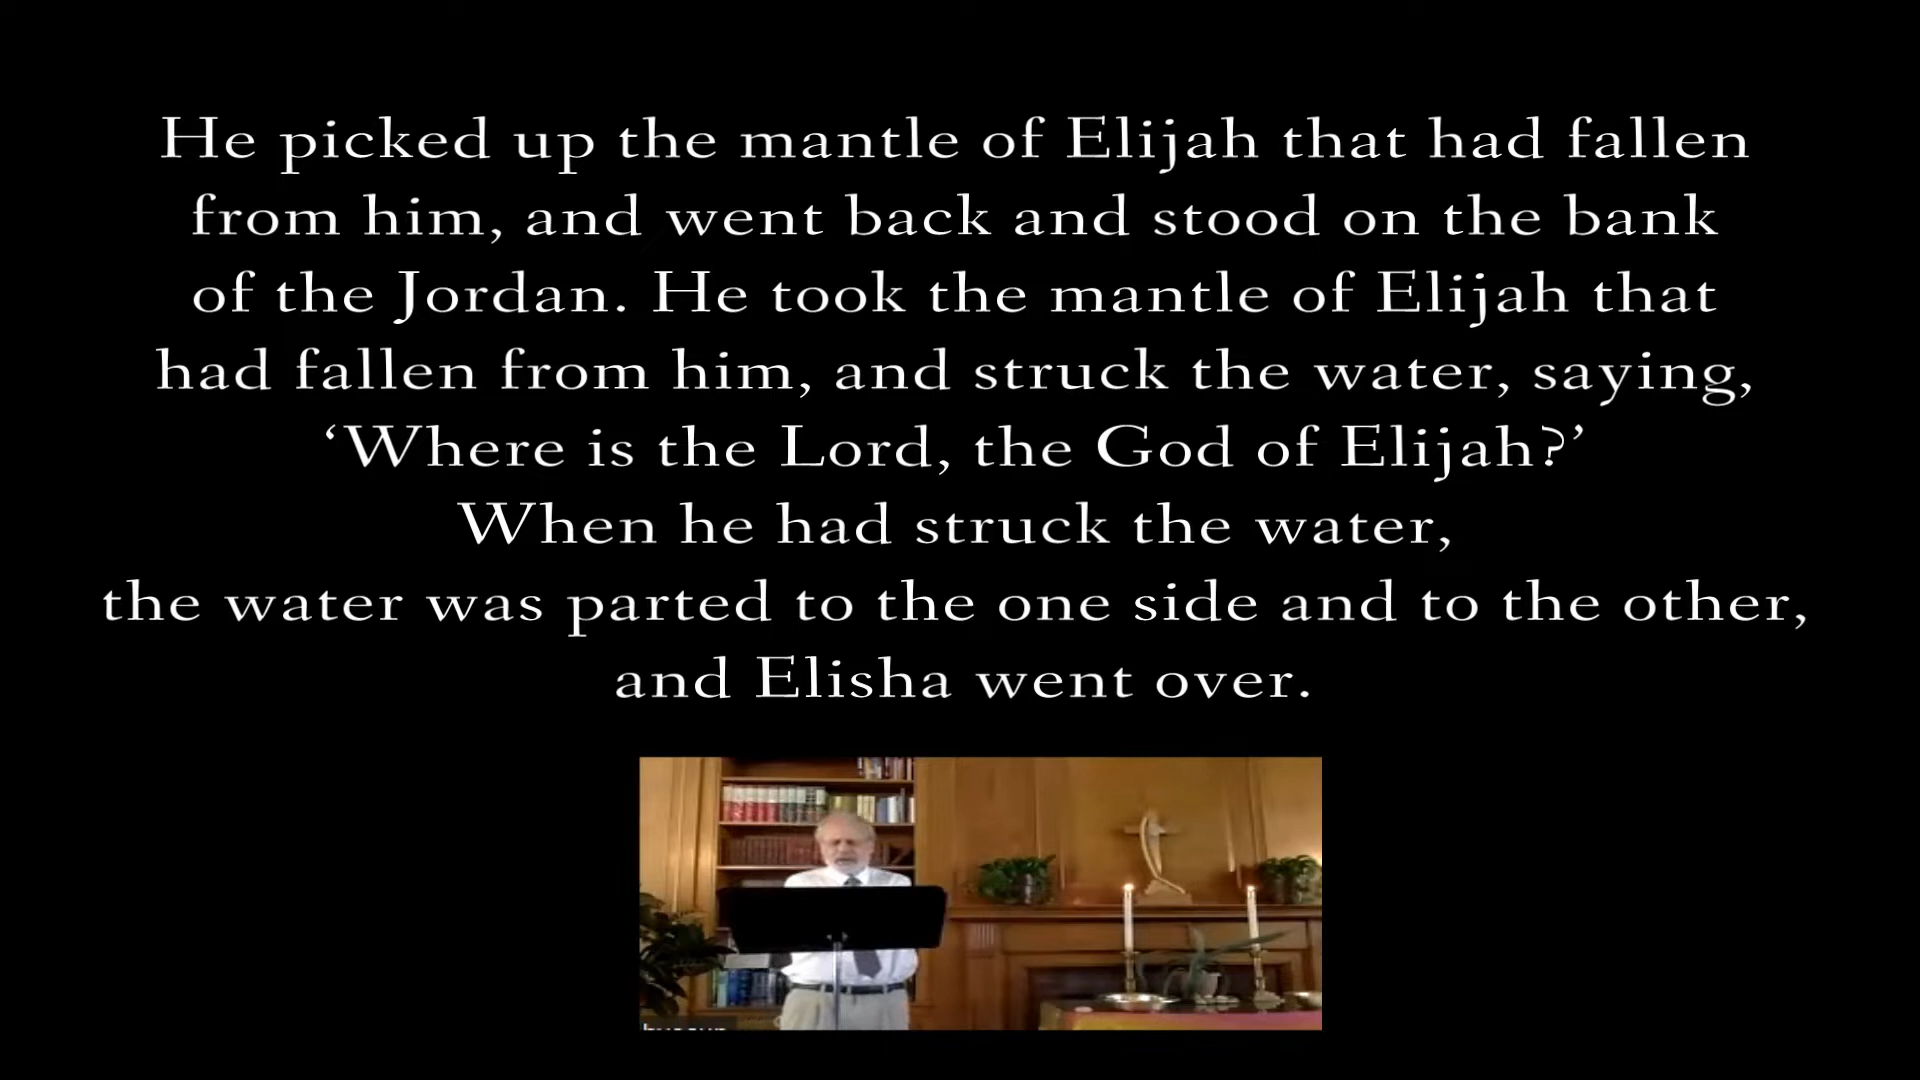 He picked up the mantle of Elijah that had fallen
from him, and went back and stood on the bank
of the Jordan. He took the mantle of Elijah that
had fallen from him, and struck the water, saying,
‘Where is the Lord, the God of Elijah?’
When he had struck the water,
the water was parted to the one side and to the other,
and Elisha went over.